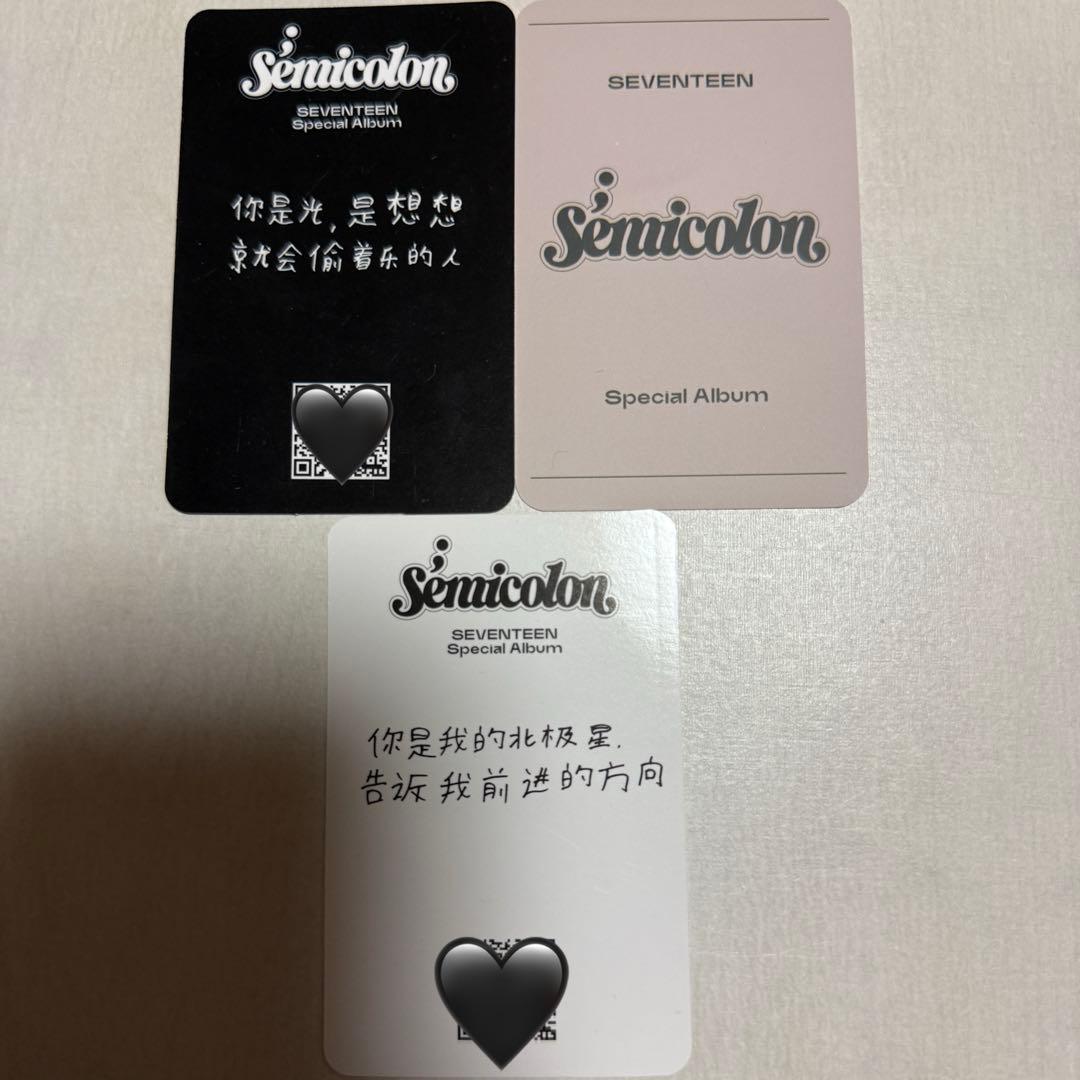 Semicolon
SEVENTEEN
Special Album
你是光,是想想
就会偷着乐的人
SEVENTEEN
Semicolon
Special Album
Semicolon
SEVENTEEN
Special Album
你是我的北极星.
告诉我前进的方向